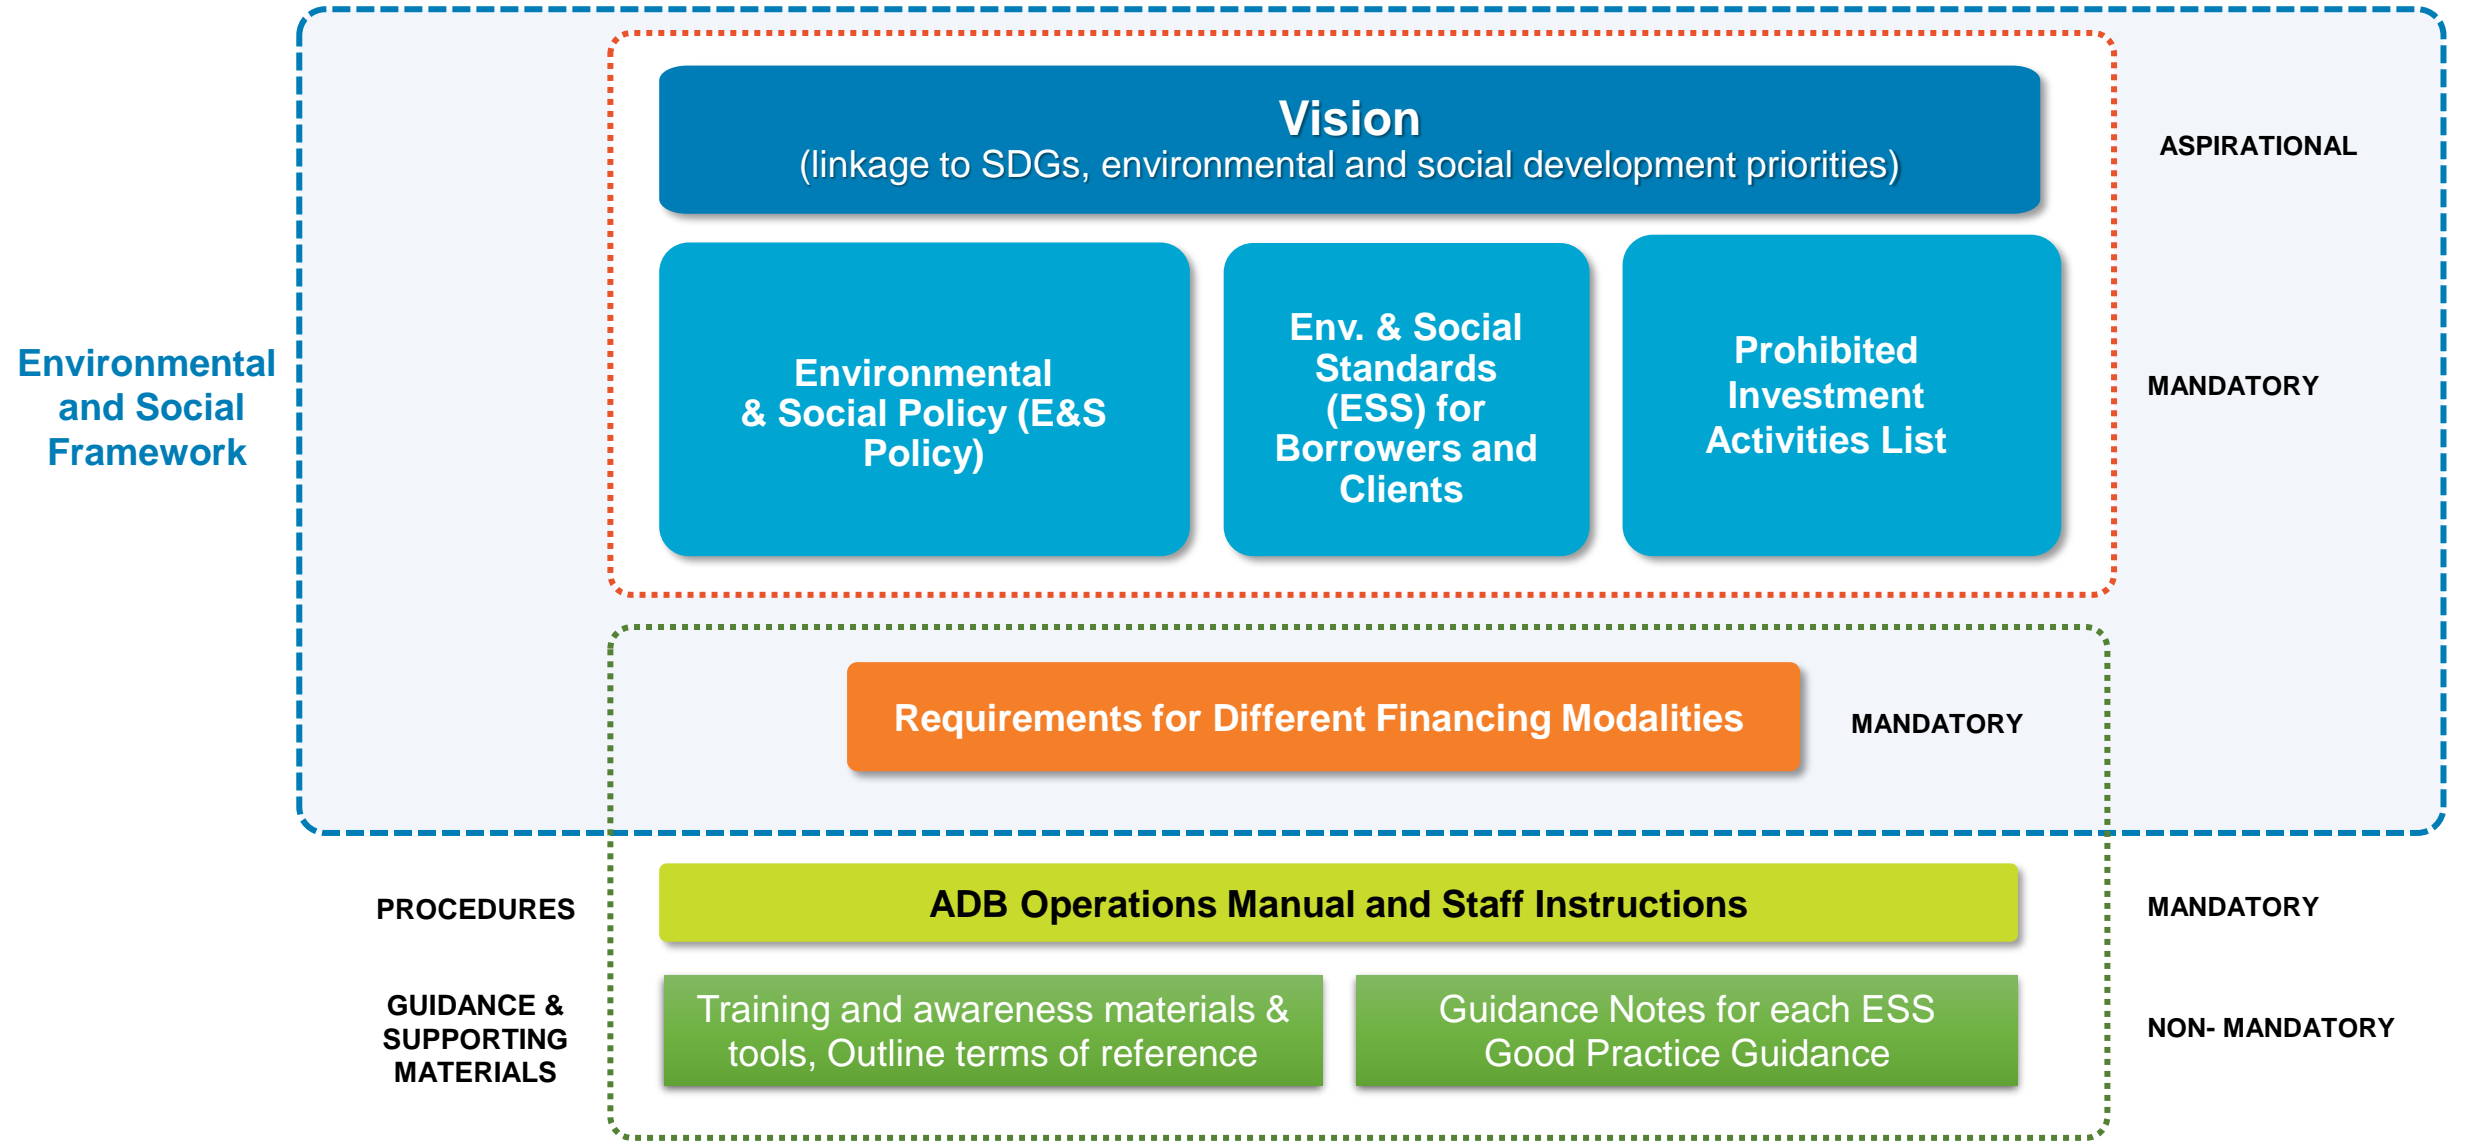 Vision
(linkage to SDGs, environmental and social development priorities)
ASPIRATIONAL
Environmental
and Social
Framework
Environmental
& Social Policy (E&S
Policy)
Env. & Social
Standards
(ESS) for
Borrowers and
Clients
Prohibited
Investment
Activities List
MANDATORY
Requirements for Different Financing Modalities
MANDATORY
PROCEDURES
ADB Operations Manual and Staff Instructions
MANDATORY
GUIDANCE &
SUPPORTING
MATERIALS
Training and awareness materials &
tools, Outline terms of reference
Guidance Notes for each ESS
Good Practice Guidance
NON- MANDATORY